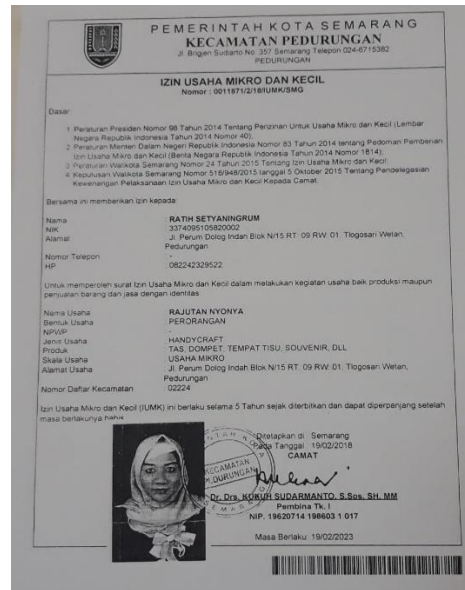 PEMERINTAH KOTA SEMARANG
KECAMATAN PEDURUNGAN
Jl. Brigjen Sudiarto No. 357 Semarang Telepon 024-6715382
PEDURUNGAN
IZIN USAHA MIKRO DAN KECIL
Nomor : 0011871/2/18/IUMK/SMG
Dasar:
1. Peraturan Presiden Nomor 98 Tahun 2014 Tentang Perizinan Untuk Usaha Mikro dan Kecil (Lembar
Negara Republik Indonesia Tahun 2014 Nomor 40);
2. Peraturan Menteri Dalam Negeri Republik Indonesia Nomor 83 Tahun 2014 tentang Pedoman Pemberian
Izin Usaha Mikro dan Kecil (Berita Negara Republik Indonesia Tahun 2014 Nomor 1814);
3. Peraturan Walikota Semarang Nomor 24 Tahun 2015 Tentang Izin Usaha Mikro dan Kecil.
4. Keputusan Walikota Semarang Nomor 518/948/2015 tanggal 5 Oktober 2015 Tentang Pendelegasian
Kewenangan Pelaksanaan Izin Usaha Mikro dan Kecil Kepada Camat.
Bersama ini memberikan izin kepada:
Nama : RATIH SETYANINGRUM
NIK : 3374095105820002
Alamat : Jl. Perum Dolog Indah Blok N/15 RT. 09 RW. 01, Tlogosari Wetan,
Pedurungan
Nomor Telepon : -
HP : 082242329522
Untuk memperoleh surat Izin Usaha Mikro dan Kecil dalam melakukan kegiatan usaha baik produksi maupun
penjualan barang dan jasa dengan identitas
Nama Usaha : RAJUTAN NYONYA
Bentuk Usaha : PERORANGAN
NPWP : -
Jenis Usaha : HANDYCRAFT
Produk : TAS, DOMPET, TEMPAT TISU, SOUVENIR, DLL
Skala Usaha : USAHA MIKRO
Alamat Usaha : Jl. Perum Dolog Indah Blok N/15 RT. 09 RW. 01, Tlogosari Wetan,
Pedurungan
Nomor Daftar Kecamatan : 02224
Izin Usaha Mikro dan Kecil (IUMK) ini berlaku selama 5 Tahun sejak diterbitkan dan dapat diperpanjang setelah
masa berlakunya habis
Ditetapkan di Semarang
Pada Tanggal 19/02/2018
CAMAT
KECAMATAN
Dr. Drs. KUKUH SUDARMANTO, S.Sos, SH, MM
Pembina Tk. I
NIP. 19620714 198603 1 017
Masa Berlaku: 19/02/2023